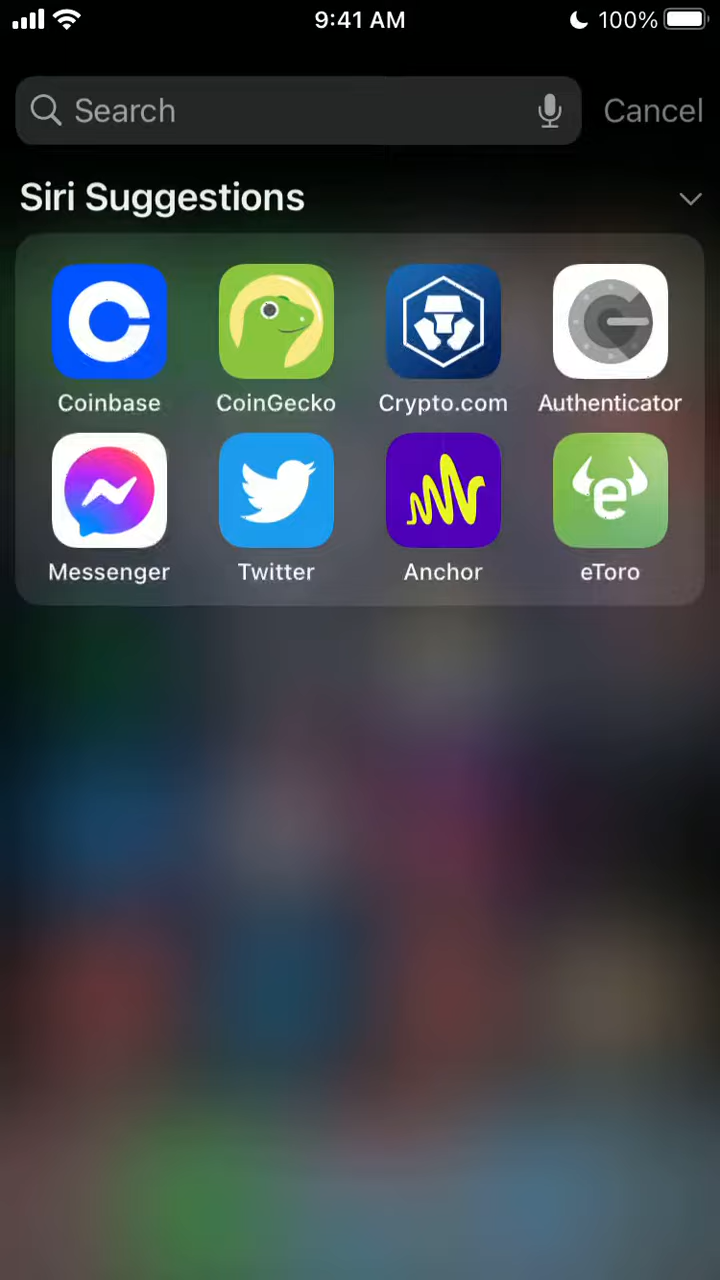 9:41 AM 100%
Search Cancel
Siri Suggestions
Coinbase CoinGecko Crypto.com Authenticator
Messenger Twitter Anchor eToro